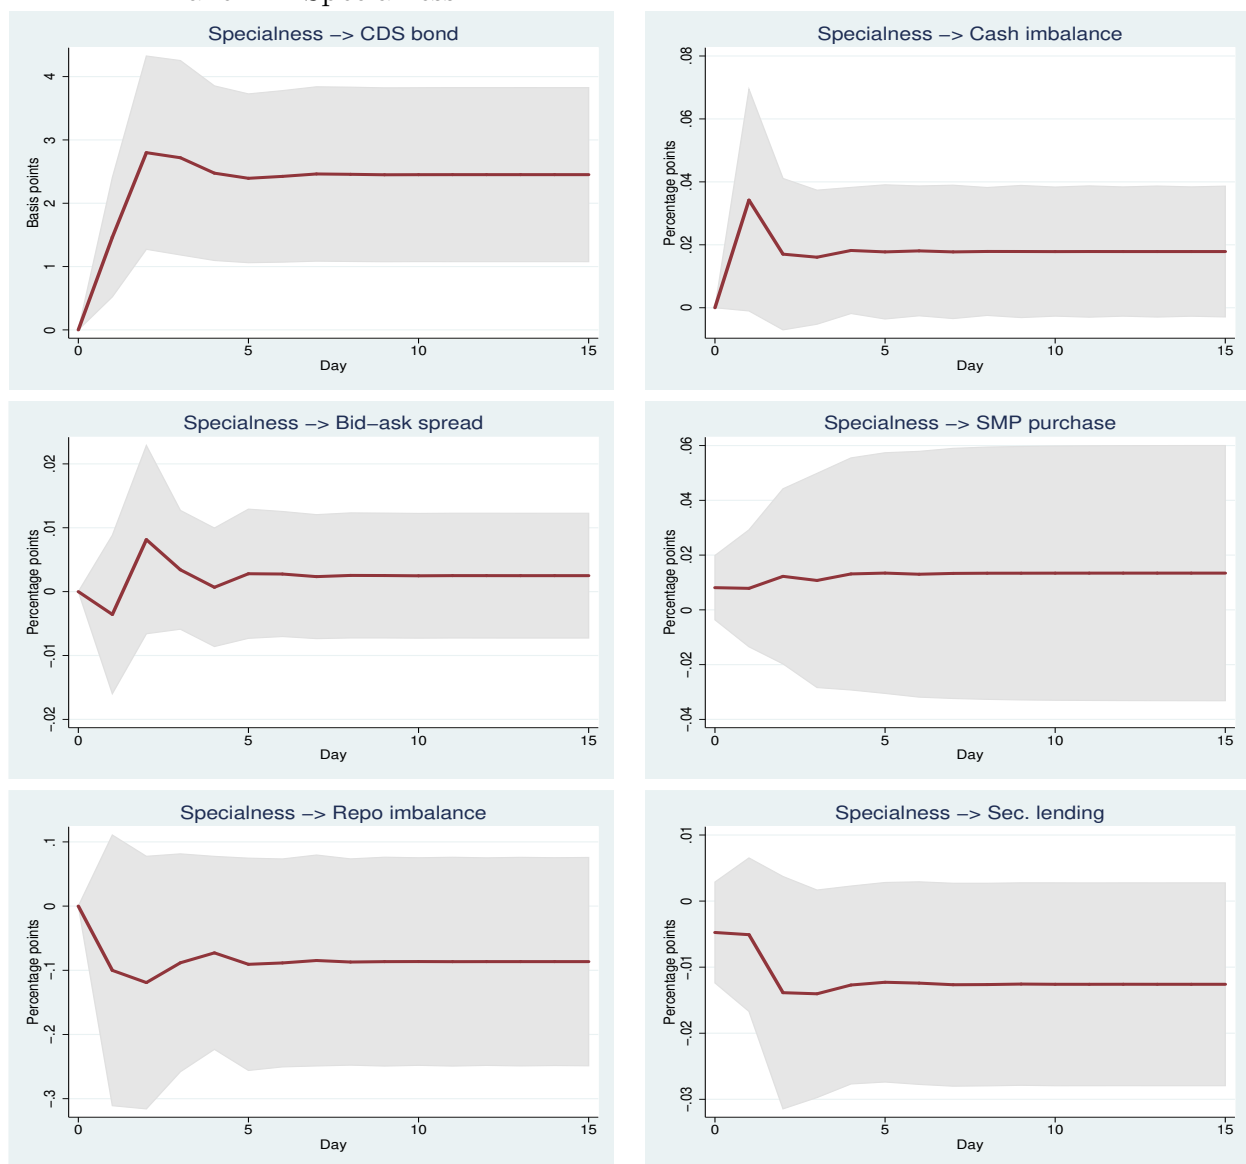 Specialness −> CDS bond
Basis points
4
3
2
1
0
0 5 10 15
Day
Specialness −> Cash imbalance
Percentage points
.08
.06
.04
.02
0
0 5 10 15
Day
Specialness −> Bid−ask spread
Percentage points
.02
.01
0
−.01
−.02
0 5 10 15
Day
Specialness −> SMP purchase
Percentage points
.06
.04
.02
0
−.02
−.04
0 5 10 15
Day
Specialness −> Repo imbalance
Percentage points
.1
0
−.1
−.2
−.3
0 5 10 15
Day
Specialness −> Sec. lending
Percentage points
.01
0
−.01
−.02
−.03
0 5 10 15
Day